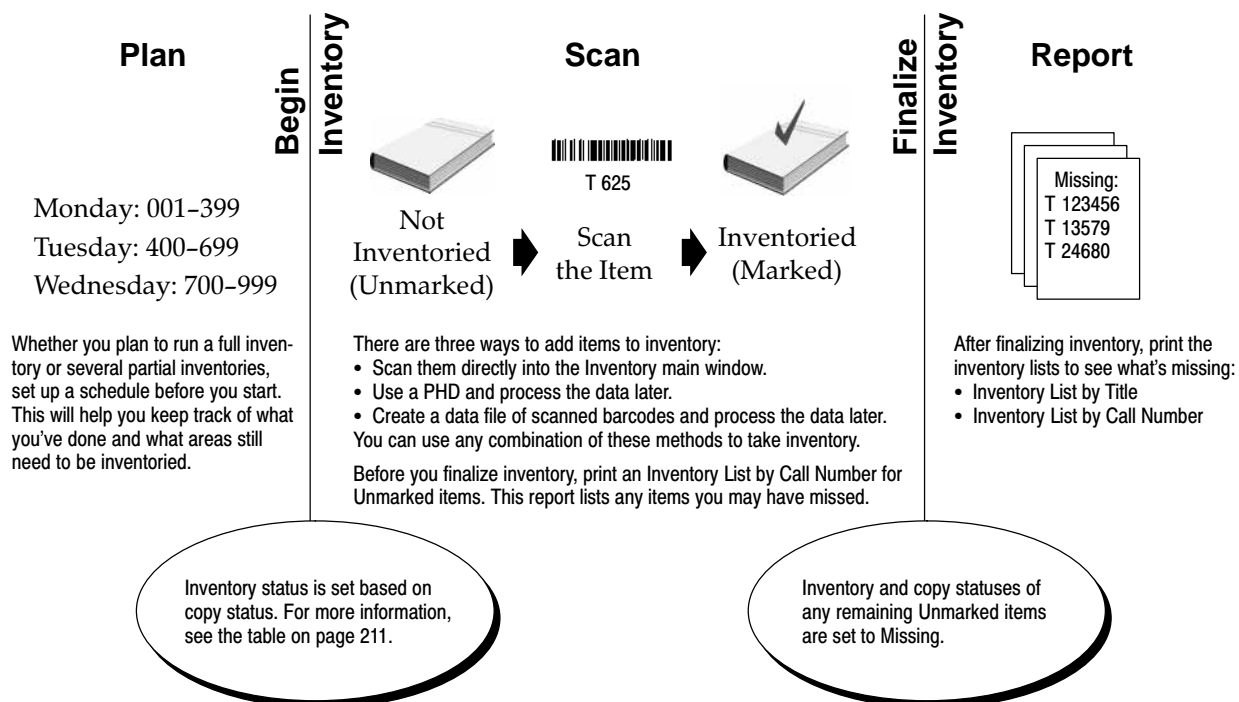 Plan
Monday: 001–399
Tuesday: 400–699
Wednesday: 700–999
Whether you plan to run a full inven-
tory or several partial inventories,
set up a schedule before you start.
This will help you keep track of what
you've done and what areas still
need to be inventoried.
Begin
Inventory
Inventory status is set based on
copy status. For more information,
see the table on page 211.
Scan
T 625
Not
Inventoried
(Unmarked)
Scan
the Item
Inventoried
(Marked)
There are three ways to add items to inventory:
• Scan them directly into the Inventory main window.
• Use a PHD and process the data later.
• Create a data file of scanned barcodes and process the data later.
You can use any combination of these methods to take inventory.
Before you finalize inventory, print an Inventory List by Call Number for
Unmarked items. This report lists any items you may have missed.
Finalize
Inventory
Inventory and copy statuses of
any remaining Unmarked items
are set to Missing.
Report
Missing:
T 123456
T 13579
T 24680
After finalizing inventory, print the
inventory lists to see what's missing:
• Inventory List by Title
• Inventory List by Call Number